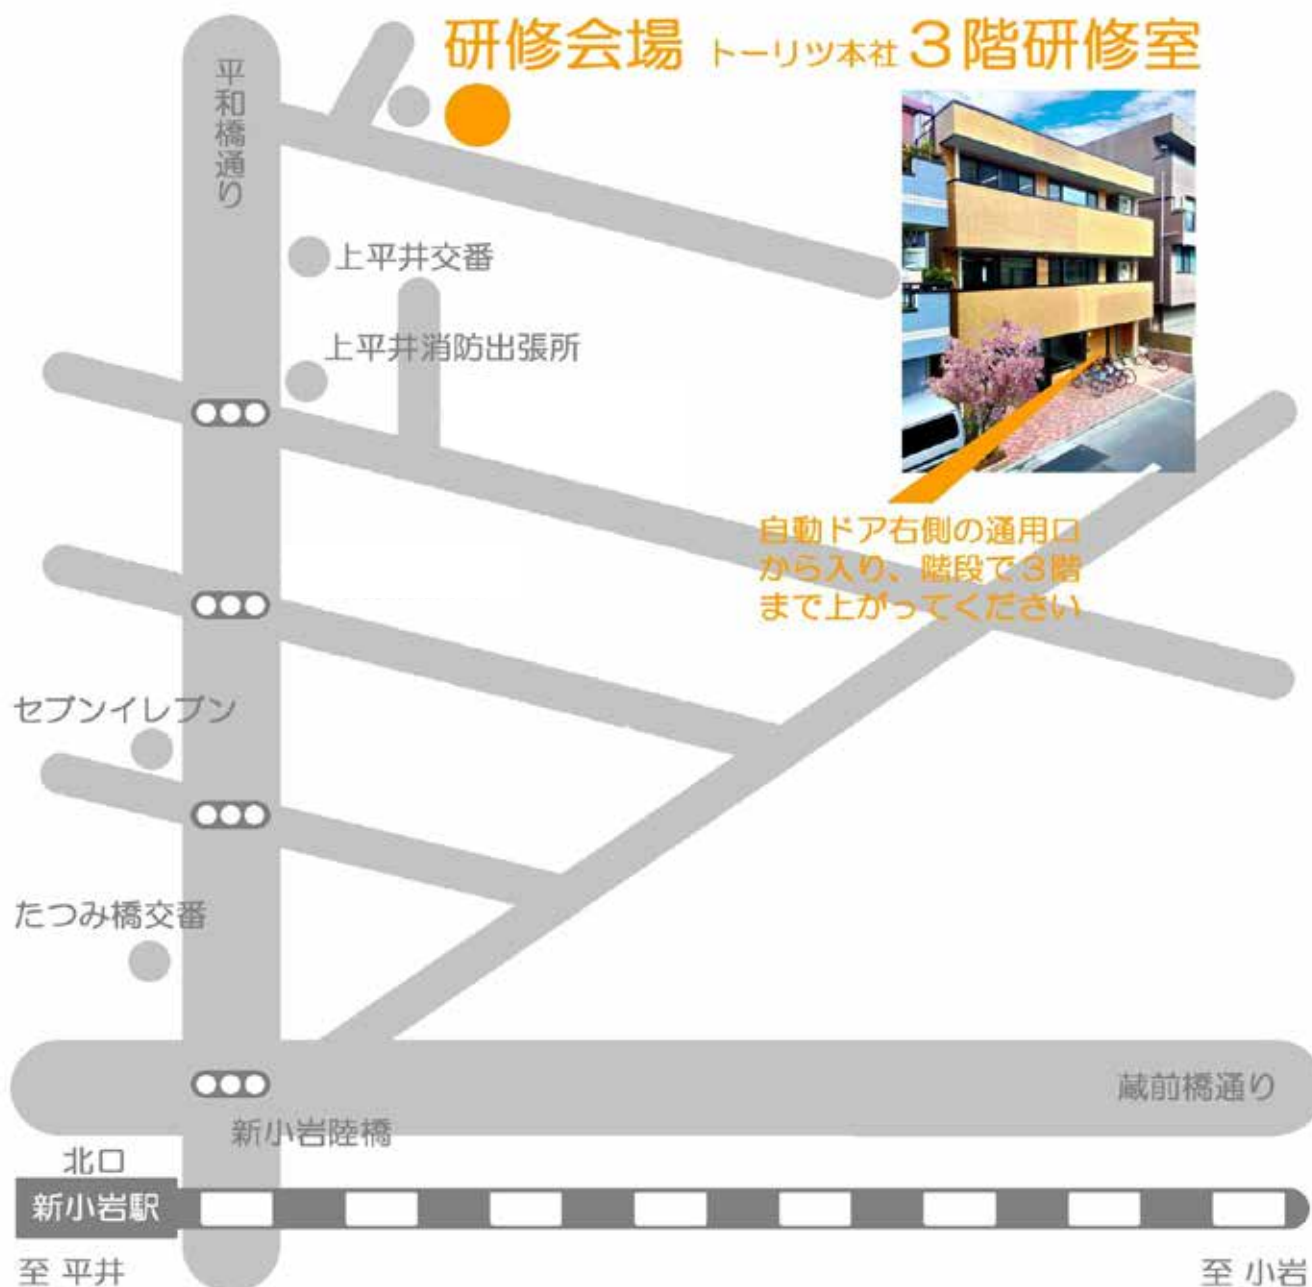 研修会場 トーリツ本社 3階研修室
平和橋通り
上平井交番
上平井消防出張所
自動ドア右側の通用口
から入り、階段で3階
まで上がってください
セブンイレブン
たつみ橋交番
蔵前橋通り
新小岩陸橋
北口
新小岩駅
至 平井
至 小岩